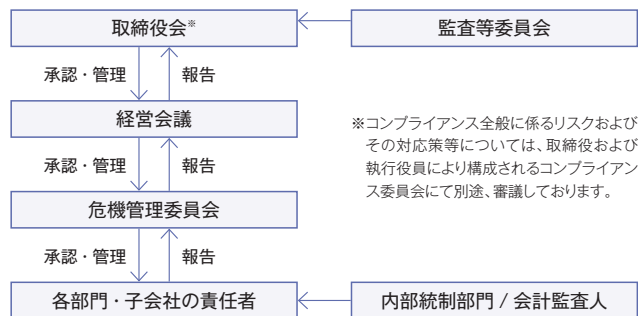 取締役会※
監査等委員会
承認・管理
報告
経営会議
※コンプライアンス全般に係るリスクおよび
その対応策等については、取締役および
執行役員により構成されるコンプライアン
ス委員会にて別途、審議しております。
承認・管理
報告
危機管理委員会
承認・管理
報告
各部門・子会社の責任者
内部統制部門 / 会計監査人